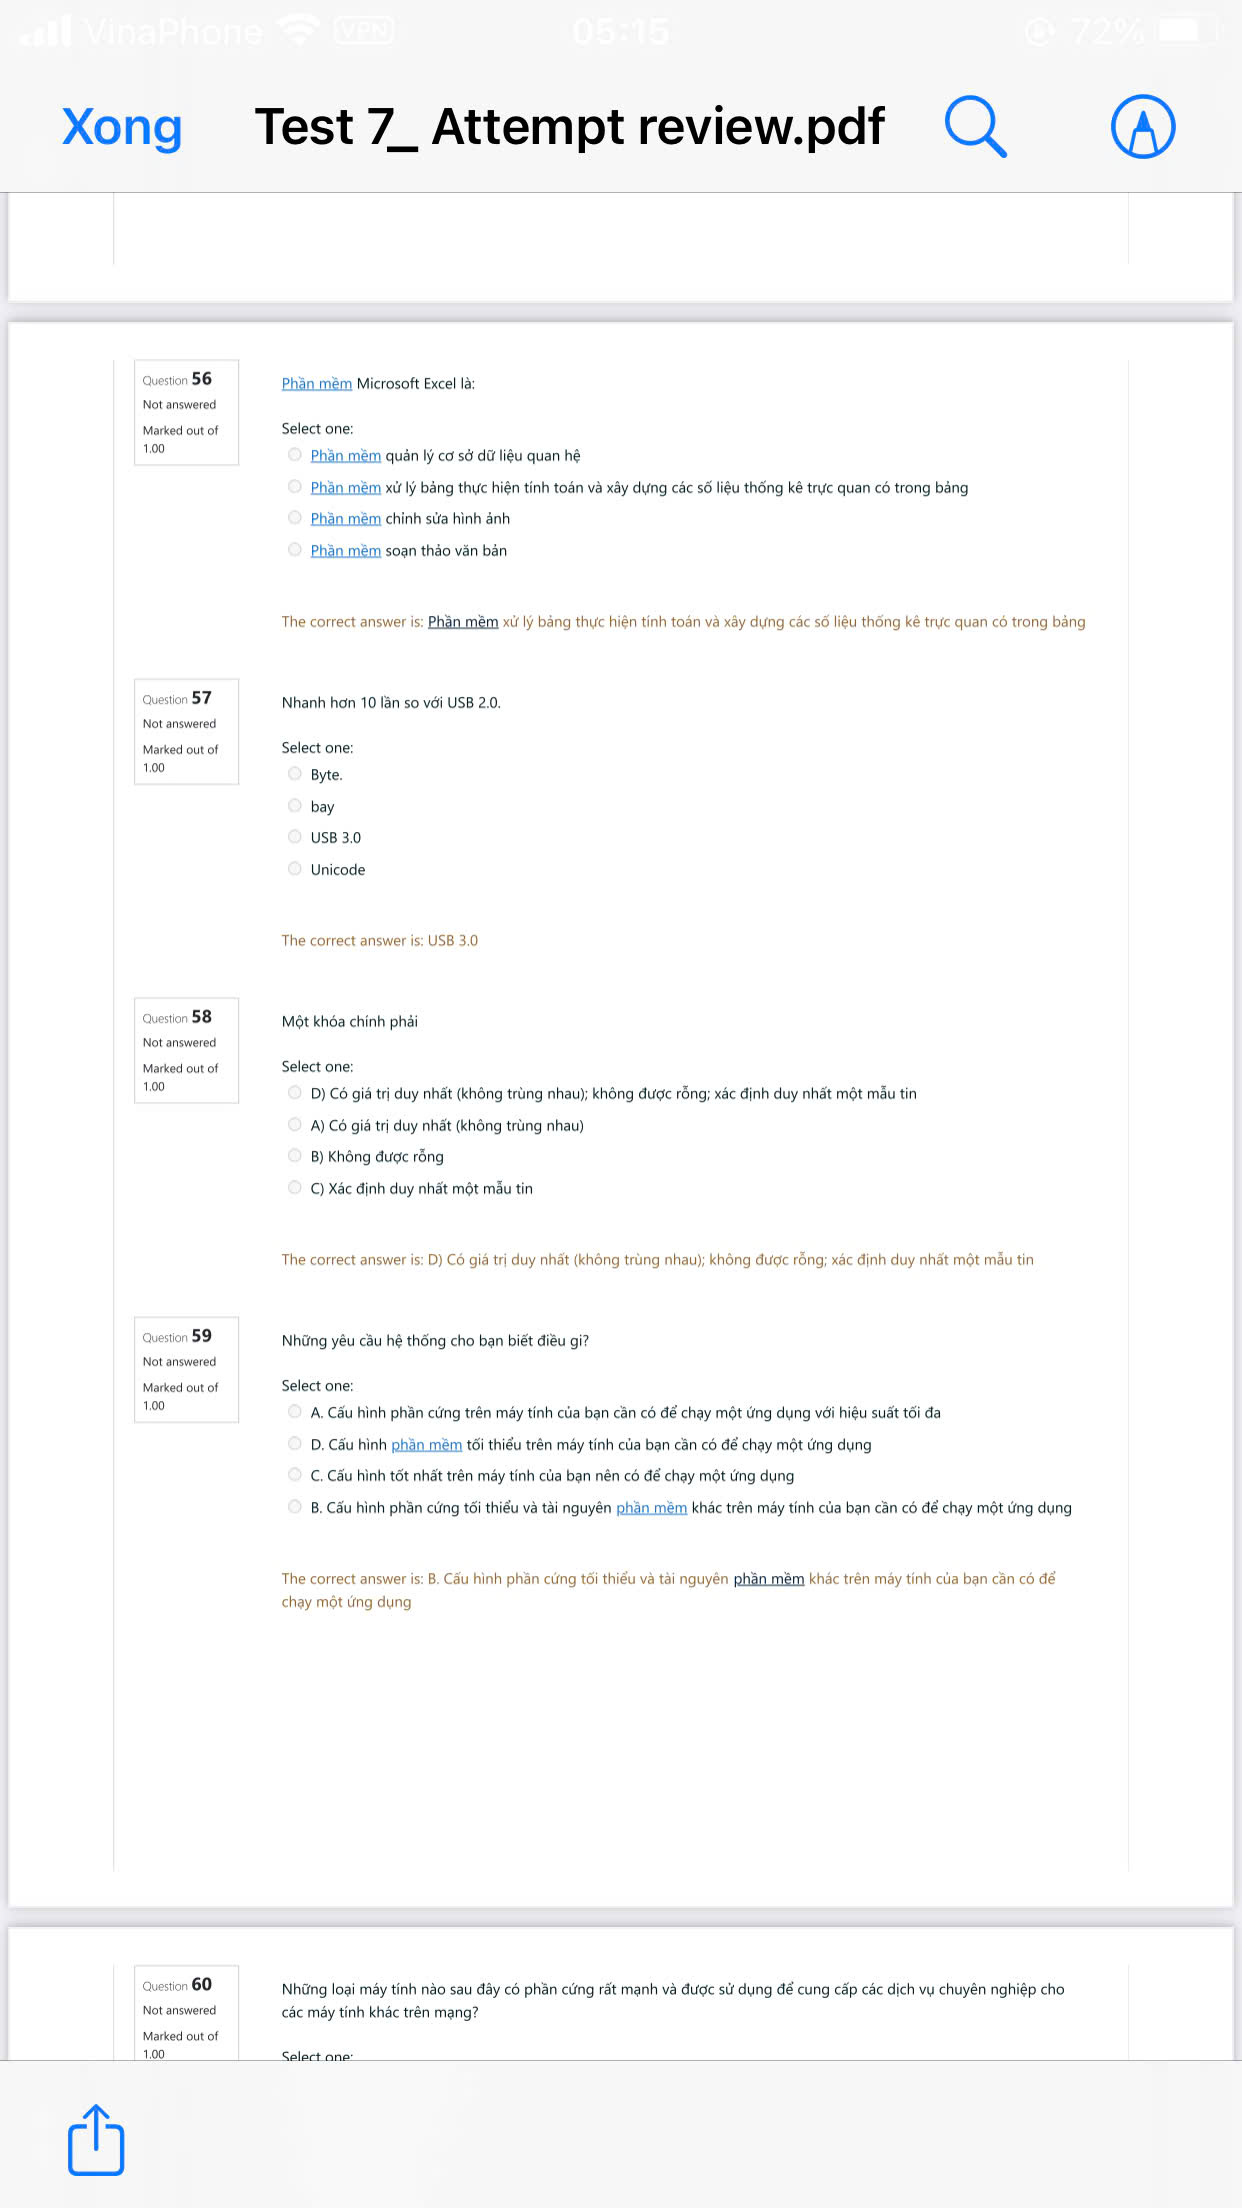 VinaPhone VPN 05:15 72%
Xong Test 7_ Attempt review.pdf
Question 56
Not answered
Marked out of
1.00
Phần mềm Microsoft Excel là:
Select one:
Phần mềm quản lý cơ sở dữ liệu quan hệ
Phần mềm xử lý bảng thực hiện tính toán và xây dựng các số liệu thống kê trực quan có trong bảng
Phần mềm chỉnh sửa hình ảnh
Phần mềm soạn thảo văn bản
The correct answer is: Phần mềm xử lý bảng thực hiện tính toán và xây dựng các số liệu thống kê trực quan có trong bảng
Question 57
Not answered
Marked out of
1.00
Nhanh hơn 10 lần so với USB 2.0.
Select one:
Byte.
bay
USB 3.0
Unicode
The correct answer is: USB 3.0
Question 58
Not answered
Marked out of
1.00
Một khóa chính phải
Select one:
D) Có giá trị duy nhất (không trùng nhau); không được rỗng; xác định duy nhất một mẫu tin
A) Có giá trị duy nhất (không trùng nhau)
B) Không được rỗng
C) Xác định duy nhất một mẫu tin
The correct answer is: D) Có giá trị duy nhất (không trùng nhau); không được rỗng; xác định duy nhất một mẫu tin
Question 59
Not answered
Marked out of
1.00
Những yêu cầu hệ thống cho bạn biết điều gi?
Select one:
A. Cấu hình phần cứng trên máy tính của bạn cần có để chạy một ứng dụng với hiệu suất tối đa
D. Cấu hình phần mềm tối thiểu trên máy tính của bạn cần có để chạy một ứng dụng
C. Cấu hình tốt nhất trên máy tính của bạn nên có để chạy một ứng dụng
B. Cấu hình phần cứng tối thiểu và tài nguyên phần mềm khác trên máy tính của bạn cần có để chạy một ứng dụng
The correct answer is: B. Cấu hình phần cứng tối thiểu và tài nguyên phần mềm khác trên máy tính của bạn cần có để
chạy một ứng dụng
Question 60
Not answered
Marked out of
1.00
Những loại máy tính nào sau đây có phần cứng rất mạnh và được sử dụng để cung cấp các dịch vụ chuyên nghiệp cho
các máy tính khác trên mạng?
Select one: